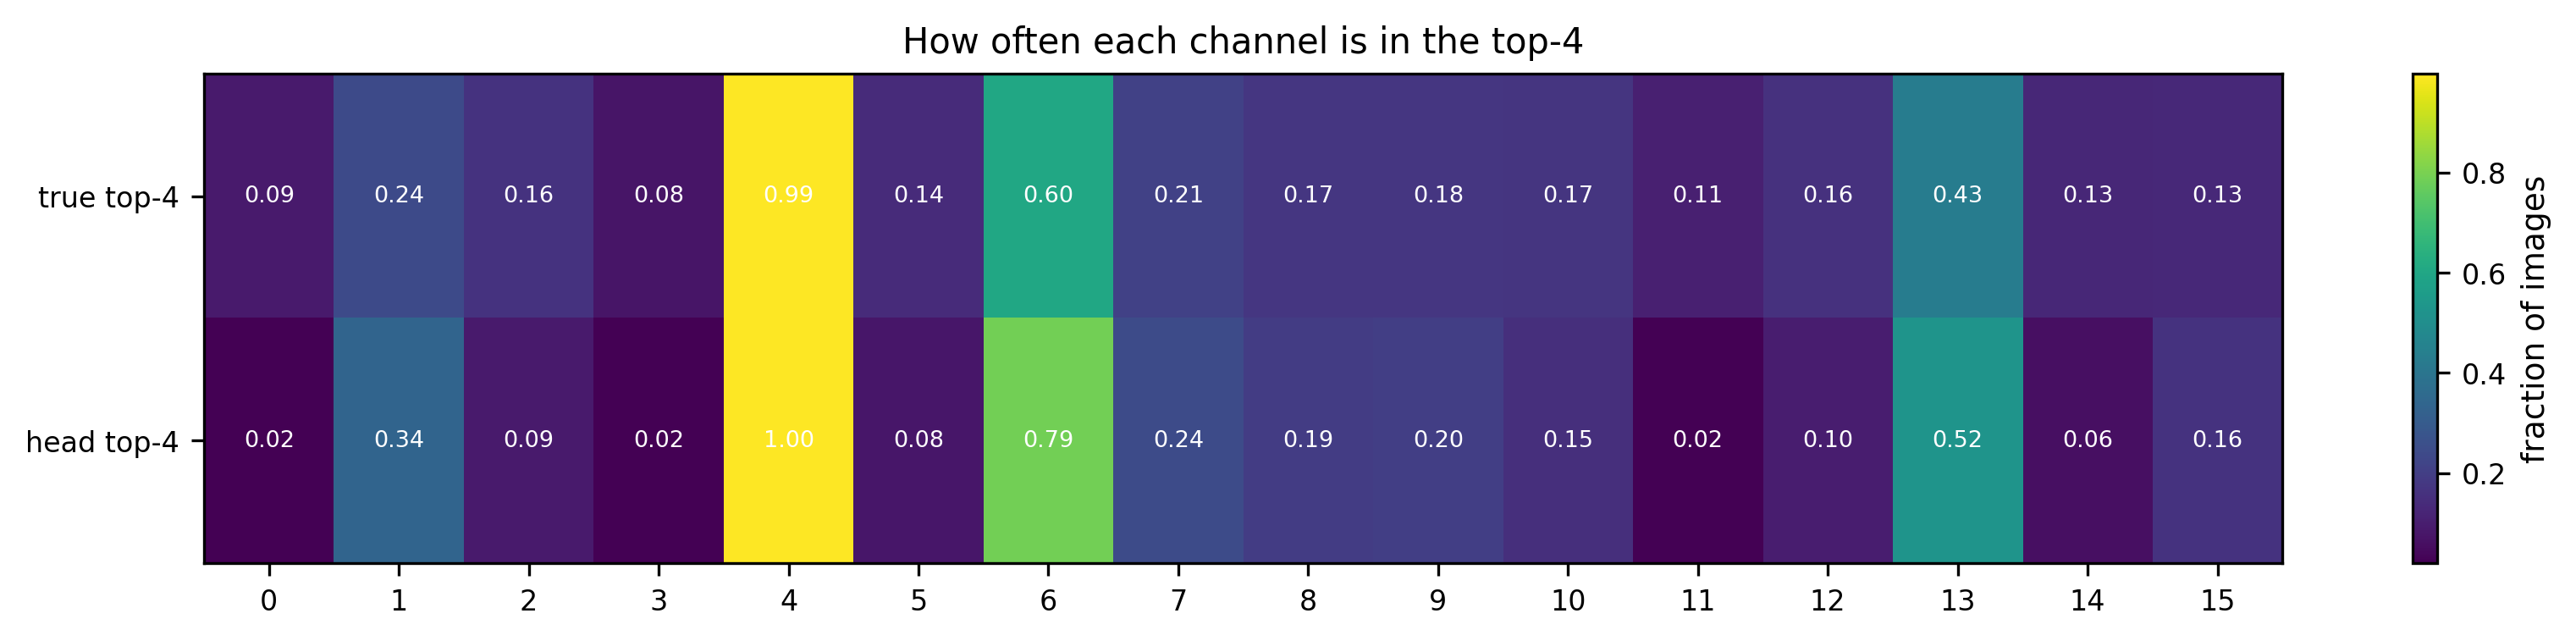 How often each channel is in the top-4
true top-4 0.09 0.24 0.16 0.08 0.99 0.14 0.60 0.21 0.17 0.18 0.17 0.11 0.16 0.43 0.13 0.13
head top-4 0.02 0.34 0.09 0.02 1.00 0.08 0.79 0.24 0.19 0.20 0.15 0.02 0.10 0.52 0.06 0.16
0 1 2 3 4 5 6 7 8 9 10 11 12 13 14 15
0.8
0.6
0.4
0.2
fraction of images